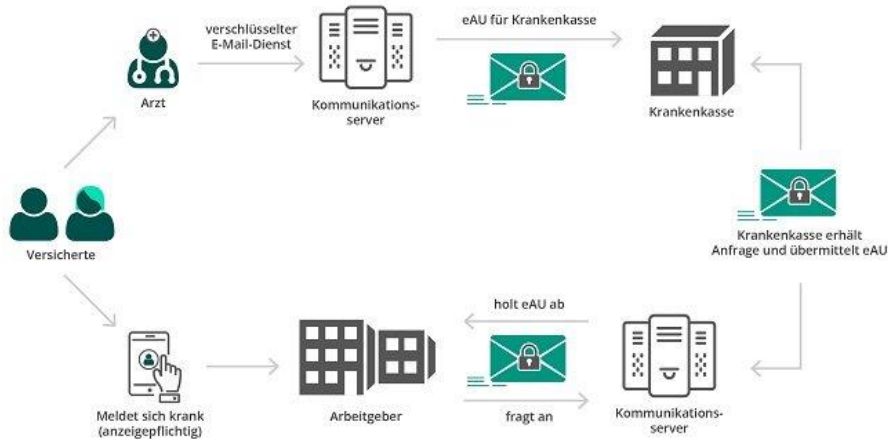 verschlüsselter
E-Mail-Dienst
eAU für Krankenkasse
Arzt
Kommunikations-
server
Krankenkasse
Versicherte
Krankenkasse erhält
Anfrage und übermittelt eAU
holt eAU ab
Meldet sich krank
(anzeigepflichtig)
Arbeitgeber
fragt an
Kommunikations-
server